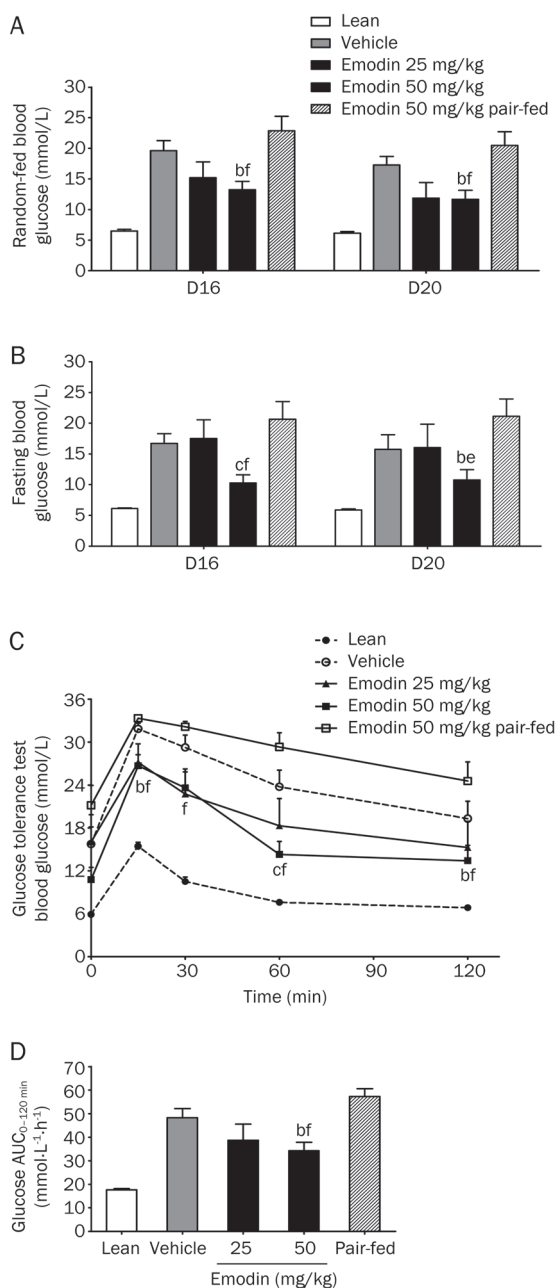 A
Lean
Vehicle
Emodin 25 mg/kg
Emodin 50 mg/kg
Emodin 50 mg/kg pair-fed
Random-fed blood
glucose (mmol/L)
30
25
20
15
10
5
0
bf
bf
D16
D20
B
Fasting blood
glucose (mmol/L)
30
25
20
15
10
5
0
cf
be
D16
D20
C
Lean
Vehicle
Emodin 25 mg/kg
Emodin 50 mg/kg
Emodin 50 mg/kg pair-fed
Glucose tolerance test
blood glucose (mmol/L)
36
30
24
18
12
6
0
bf
f
cf
bf
0
30
60
90
120
Time (min)
D
Glucose AUC0–120 min
(mmol·L-1·h-1)
70
60
50
40
30
20
10
0
bf
Lean Vehicle 25 50 Pair-fed
Emodin (mg/kg)